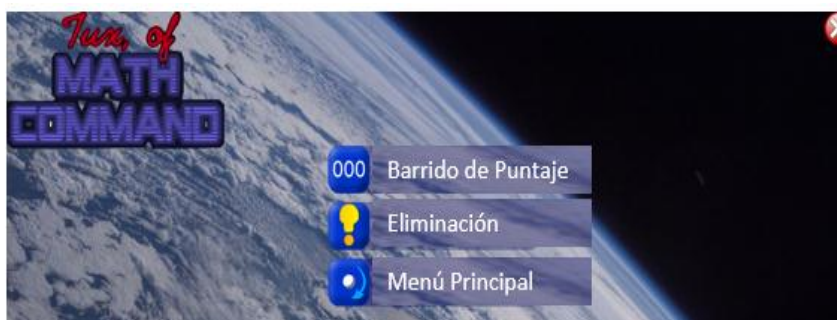 Tux, of
MATH
COMMAND
000 Barrido de Puntaje
Eliminación
Menú Principal